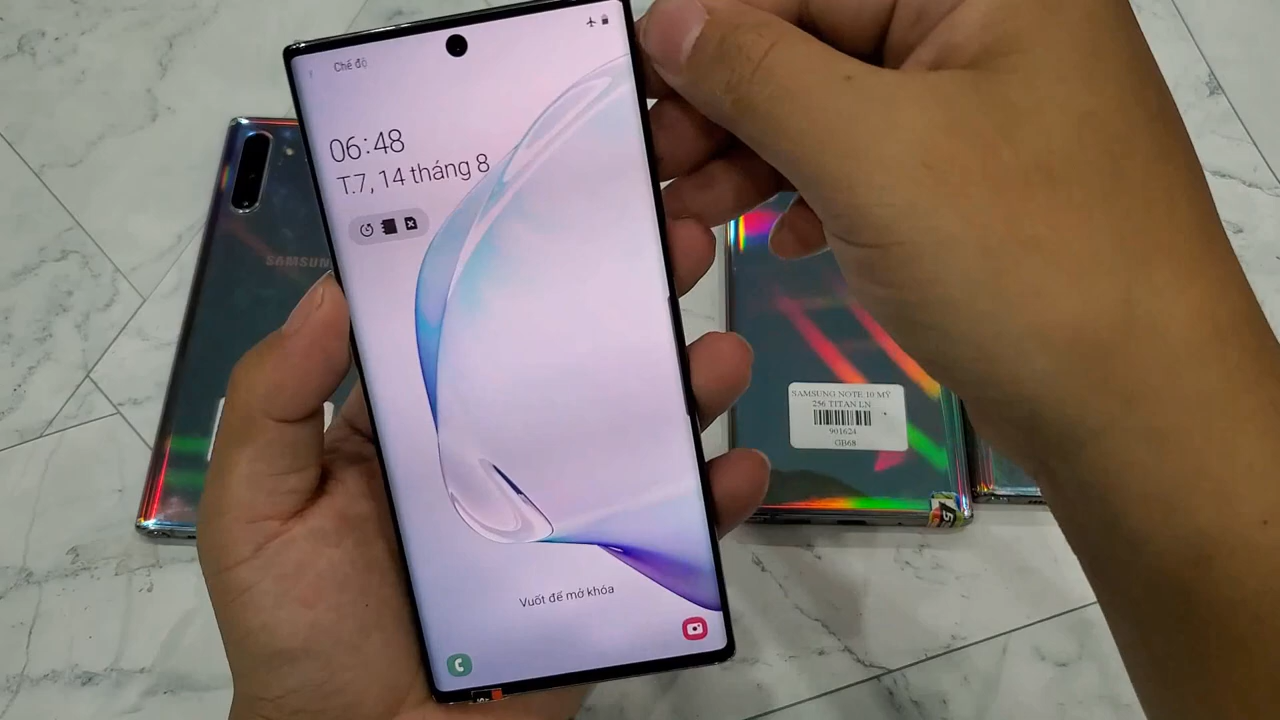 Chế độ
06:48
T.7, 14 tháng 8
Vuốt để mở khóa
SAMSUN
SAMSUNG NOTE 10 MỸ
256 TITAN LN
901624
GB68